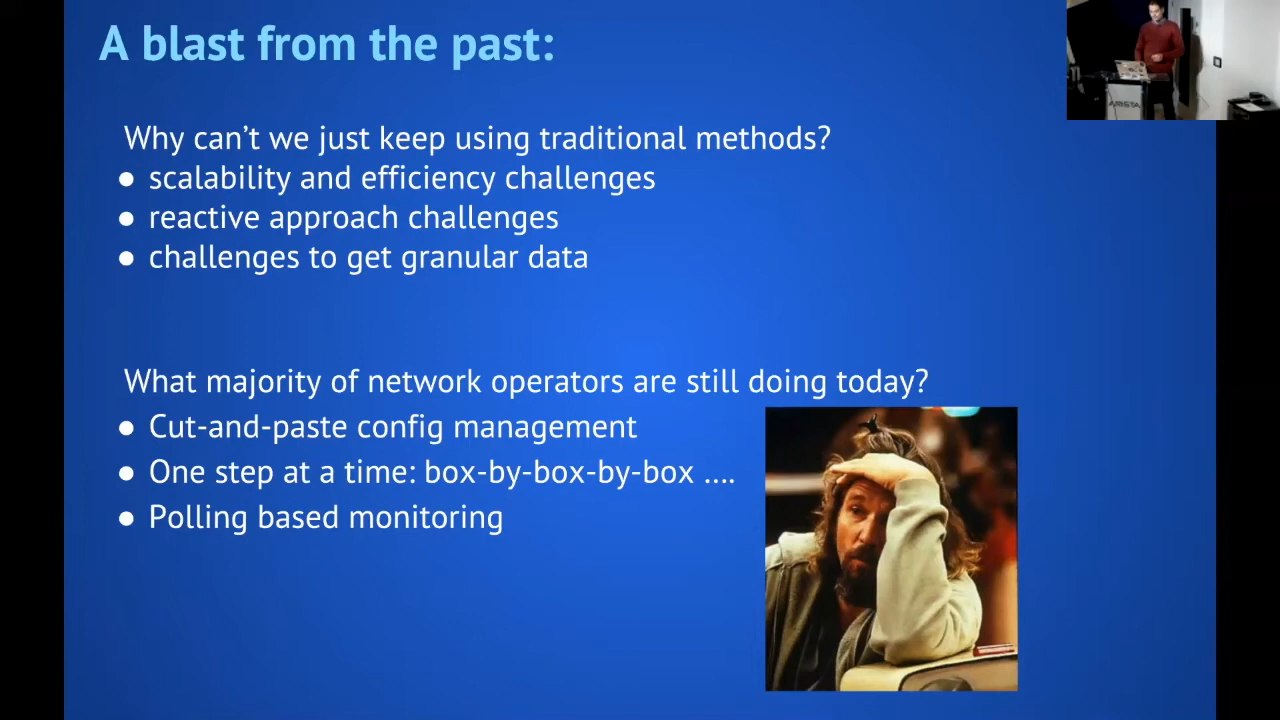 A blast from the past:
ARISTA
Why can't we just keep using traditional methods?
● scalability and efficiency challenges
● reactive approach challenges
● challenges to get granular data
What majority of network operators are still doing today?
● Cut-and-paste config management
● One step at a time: box-by-box-by-box ....
● Polling based monitoring